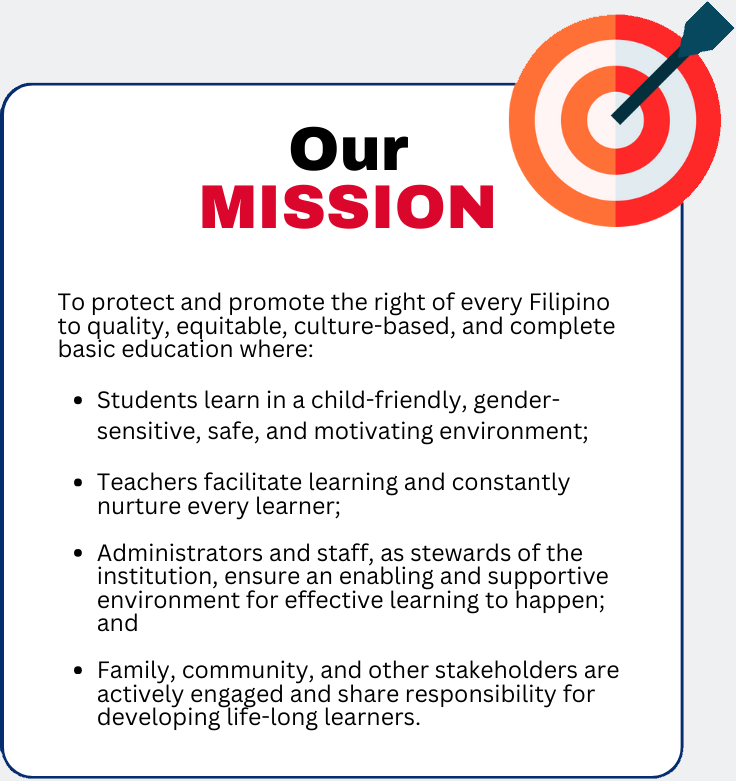 Our
MISSION
To protect and promote the right of every Filipino
to quality, equitable, culture-based, and complete
basic education where:
• Students learn in a child-friendly, gender-
sensitive, safe, and motivating environment;
• Teachers facilitate learning and constantly
nurture every learner;
• Administrators and staff, as stewards of the
institution, ensure an enabling and supportive
environment for effective learning to happen;
and
• Family, community, and other stakeholders are
actively engaged and share responsibility for
developing life-long learners.